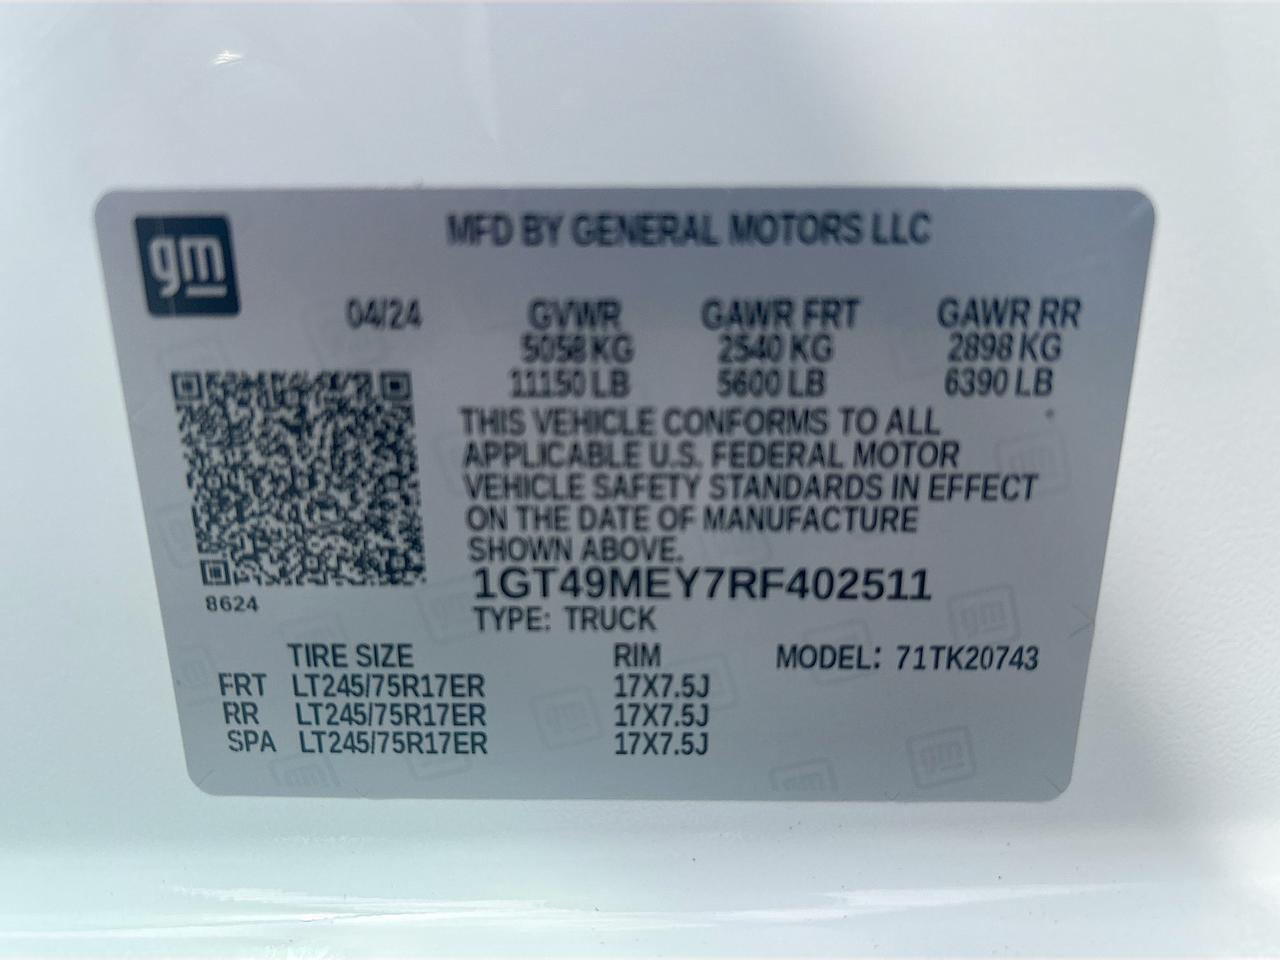 gm
MFD BY GENERAL MOTORS LLC
04/24 GVWR GAWR FRT GAWR RR
5058 KG 2540 KG 2898 KG
11150 LB 5600 LB 6390 LB
THIS VEHICLE CONFORMS TO ALL
APPLICABLE U.S. FEDERAL MOTOR
VEHICLE SAFETY STANDARDS IN EFFECT
ON THE DATE OF MANUFACTURE
SHOWN ABOVE.
1GT49MEY7RF402511
8624
TYPE: TRUCK
TIRE SIZE RIM MODEL: 71TK20743
FRT LT245/75R17ER 17X7.5J
RR LT245/75R17ER 17X7.5J
SPA LT245/75R17ER 17X7.5J